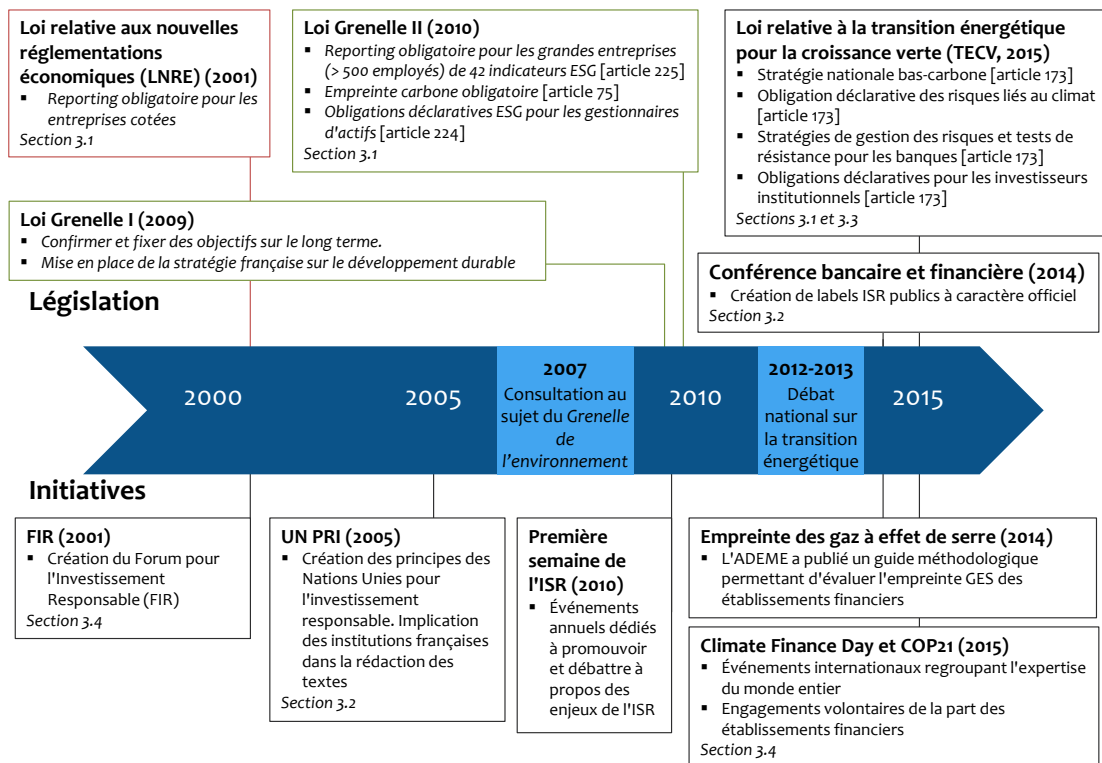 Loi relative aux nouvelles
réglementations
économiques (LNRE) (2001)
▪ Reporting obligatoire pour les
entreprises cotées
Section 3.1
Loi Grenelle II (2010)
▪ Reporting obligatoire pour les grandes entreprises
(> 500 employés) de 42 indicateurs ESG [article 225]
▪ Empreinte carbone obligatoire [article 75]
▪ Obligations déclaratives ESG pour les gestionnaires
d'actifs [article 224]
Section 3.1
Loi relative à la transition énergétique
pour la croissance verte (TECV, 2015)
▪ Stratégie nationale bas-carbone [article 173]
▪ Obligation déclarative des risques liés au climat
[article 173]
▪ Stratégies de gestion des risques et tests de
résistance pour les banques [article 173]
▪ Obligations déclaratives pour les investisseurs
institutionnels [article 173]
Sections 3.1 et 3.3
Loi Grenelle I (2009)
▪ Confirmer et fixer des objectifs sur le long terme.
▪ Mise en place de la stratégie française sur le développement durable
Conférence bancaire et financière (2014)
▪ Création de labels ISR publics à caractère officiel
Section 3.2
Législation
2000
2005
2007
Consultation au
sujet du Grenelle
de
l'environnement
2010
2012-2013
Débat
national sur
la transition
énergétique
2015
Initiatives
FIR (2001)
▪ Création du Forum pour
l'Investissement
Responsable (FIR)
Section 3.4
UN PRI (2005)
▪ Création des principes des
Nations Unies pour
l'investissement
responsable. Implication
des institutions françaises
dans la rédaction des
textes
Section 3.2
Première
semaine de
l'ISR (2010)
▪ Événements
annuels dédiés
à promouvoir
et débattre à
propos des
enjeux de l'ISR
Empreinte des gaz à effet de serre (2014)
▪ L'ADEME a publié un guide méthodologique
permettant d'évaluer l'empreinte GES des
établissements financiers
Climate Finance Day et COP21 (2015)
▪ Événements internationaux regroupant l'expertise
du monde entier
▪ Engagements volontaires de la part des
établissements financiers
Section 3.4